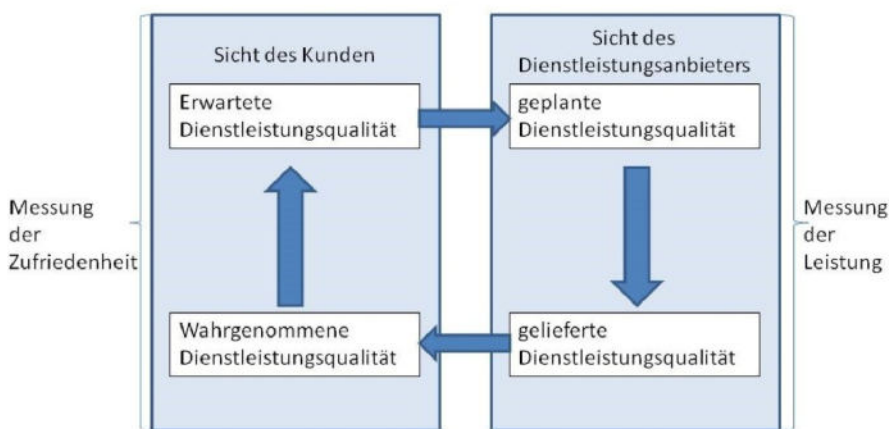 Sicht des Kunden
Erwartete
Dienstleistungsqualität
Wahrgenommene
Dienstleistungsqualität
Sicht des
Dienstleistungsanbieters
geplante
Dienstleistungsqualität
gelieferte
Dienstleistungsqualität
Messung
der
Zufriedenheit
Messung
der
Leistung